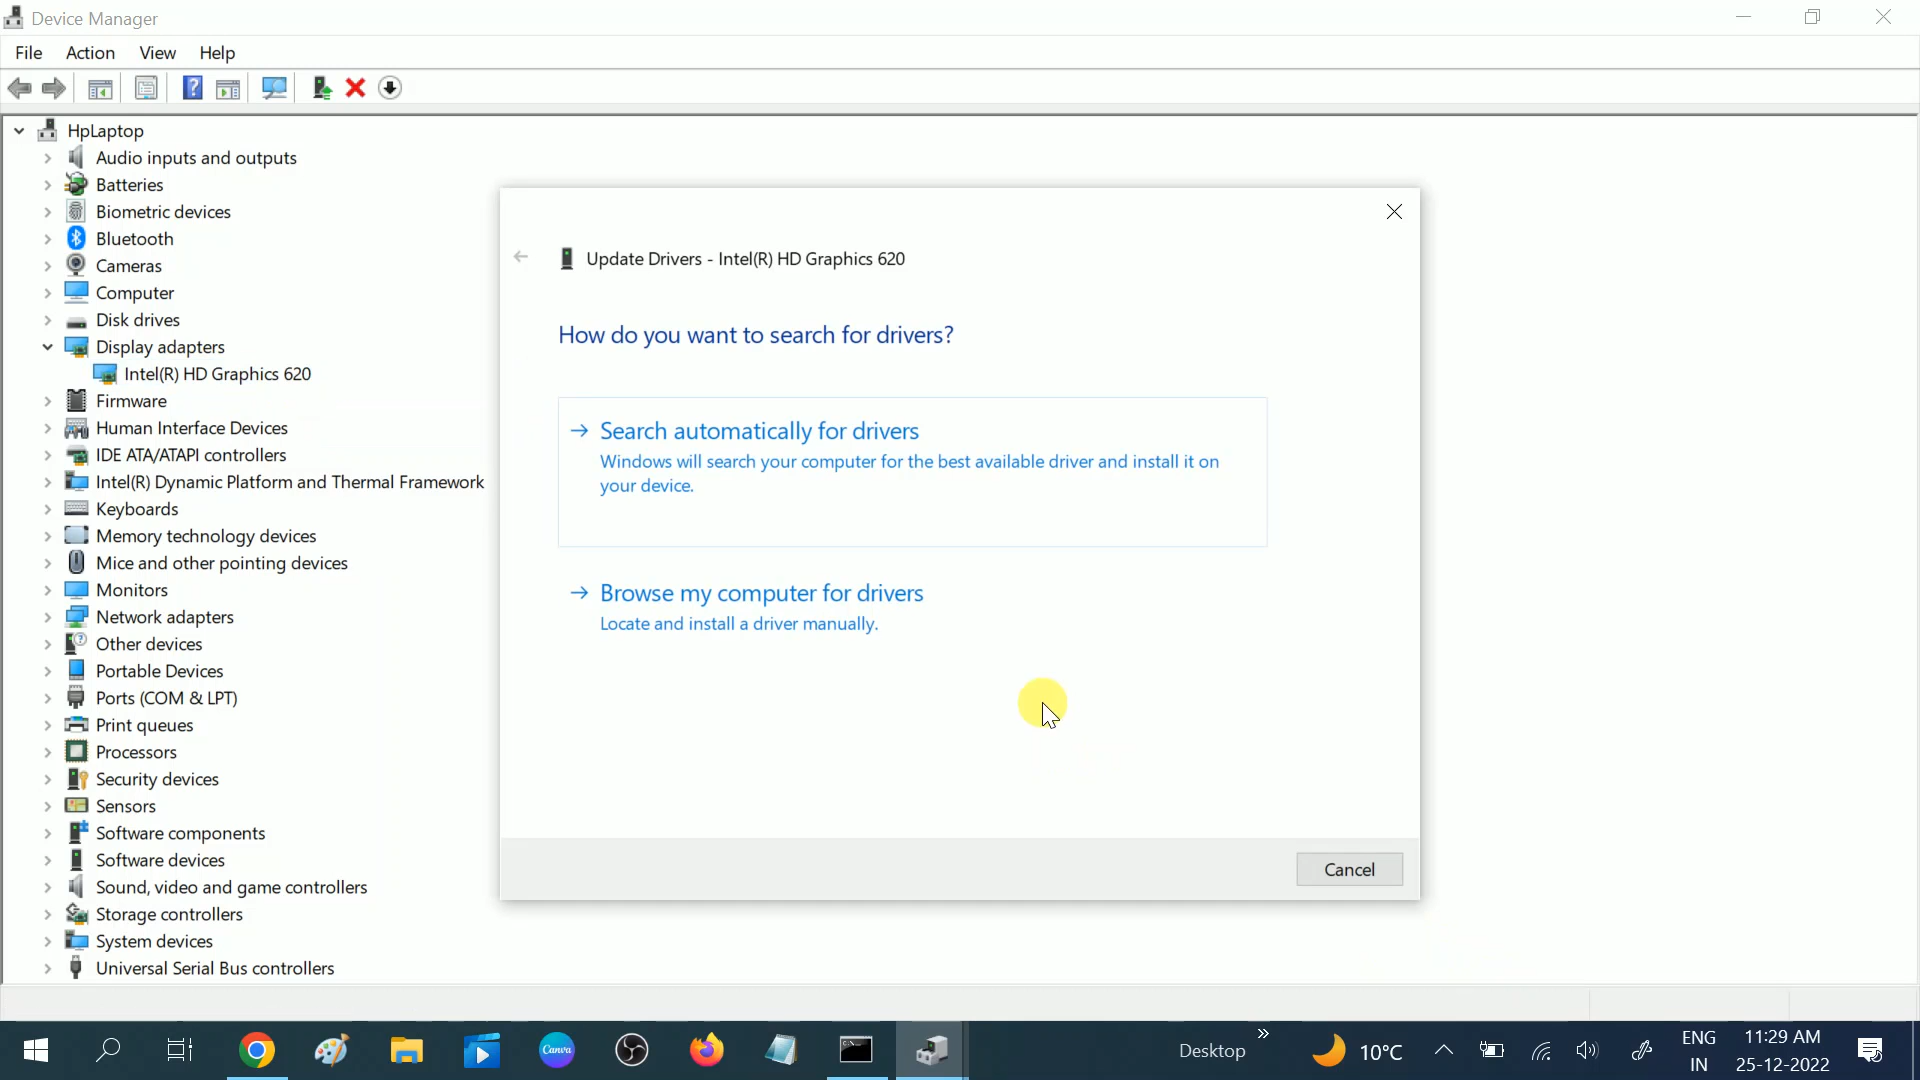 Device Manager
File Action View Help
HpLaptop
Audio inputs and outputs
Batteries
Biometric devices
Bluetooth
Cameras
Computer
Disk drives
Display adapters
Intel(R) HD Graphics 620
Firmware
Human Interface Devices
IDE ATA/ATAPI controllers
Intel(R) Dynamic Platform and Thermal Framework
Keyboards
Memory technology devices
Mice and other pointing devices
Monitors
Network adapters
Other devices
Portable Devices
Ports (COM & LPT)
Print queues
Processors
Security devices
Sensors
Software components
Software devices
Sound, video and game controllers
Storage controllers
System devices
Universal Serial Bus controllers
Update Drivers - Intel(R) HD Graphics 620
How do you want to search for drivers?
Search automatically for drivers
Windows will search your computer for the best available driver and install it on
your device.
Browse my computer for drivers
Locate and install a driver manually.
Cancel
Canva
Desktop
10°C
ENG
IN
11:29 AM
25-12-2022